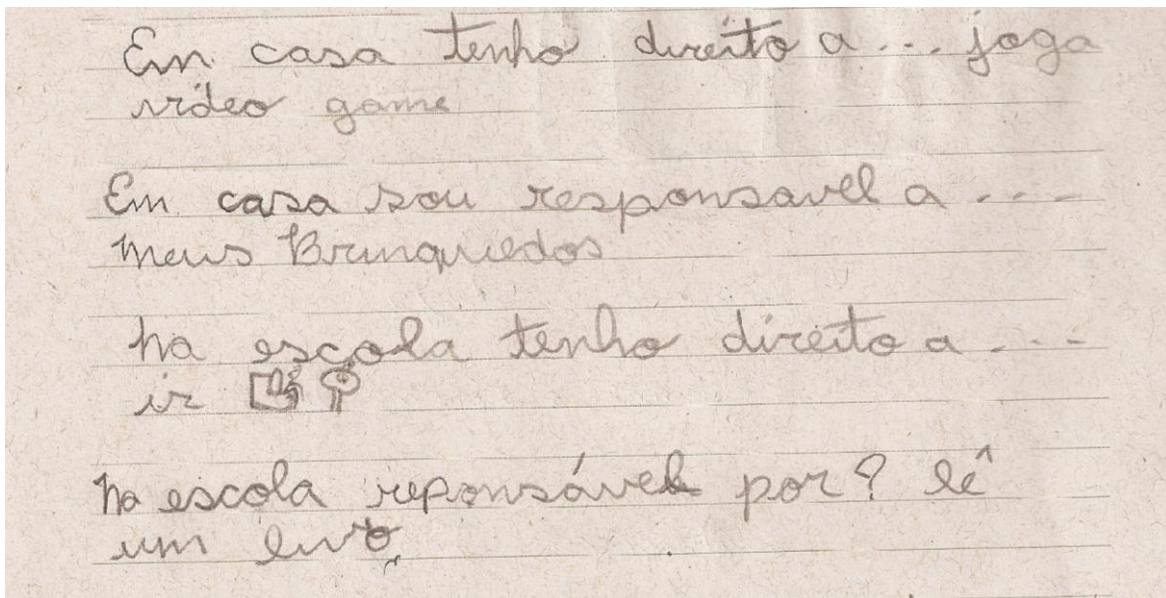 Em casa tenho direito a... joga
vídeo game
Em casa sou responsavel a ...
Meus Brinquedos
Na escola tenho direito a ...
ir
Na escola reponsável por? lê
um livro